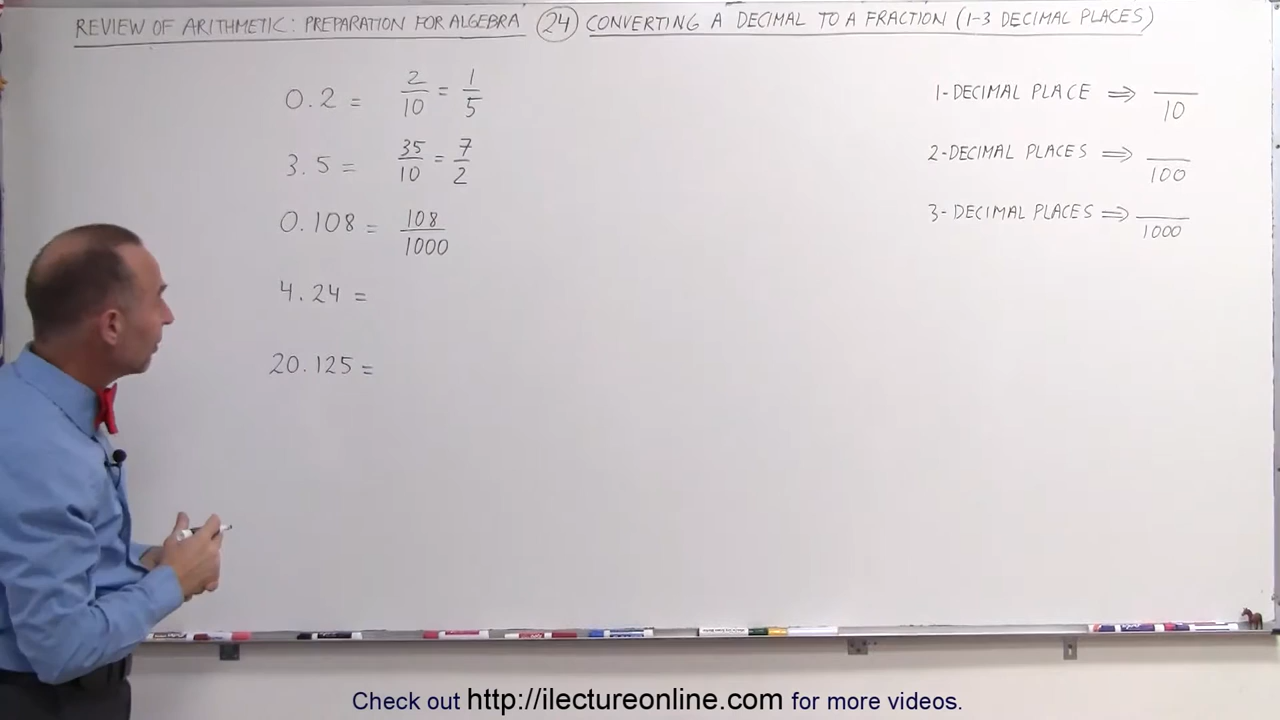 REVIEW OF ARITHMETIC: PREPARATION FOR ALGEBRA (24) CONVERTING A DECIMAL TO A FRACTION (1-3 DECIMAL PLACES)
0.2 = 2/10 = 1/5
3.5 = 35/10 = 7/2
0.108 = 108/1000
4.24 =
20.125 =
1-DECIMAL PLACE ⇒ —/10
2-DECIMAL PLACES ⇒ —/100
3-DECIMAL PLACES ⇒ —/1000
Check out http://ilectureonline.com for more videos.